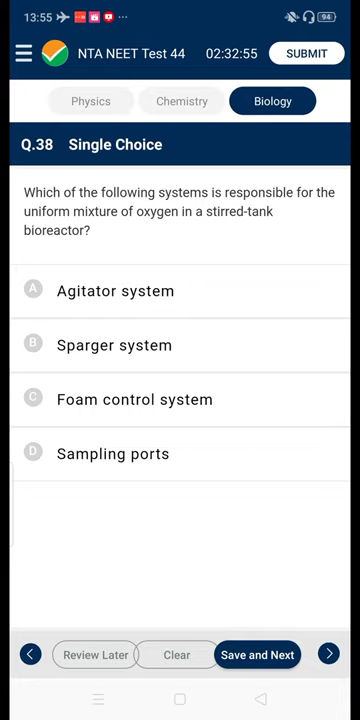 13:55
94
NTA NEET Test 44
02:32:55
SUBMIT
Physics
Chemistry
Biology
Q.38 Single Choice
Which of the following systems is responsible for the
uniform mixture of oxygen in a stirred-tank
bioreactor?
A Agitator system
B Sparger system
C Foam control system
D Sampling ports
Review Later
Clear
Save and Next